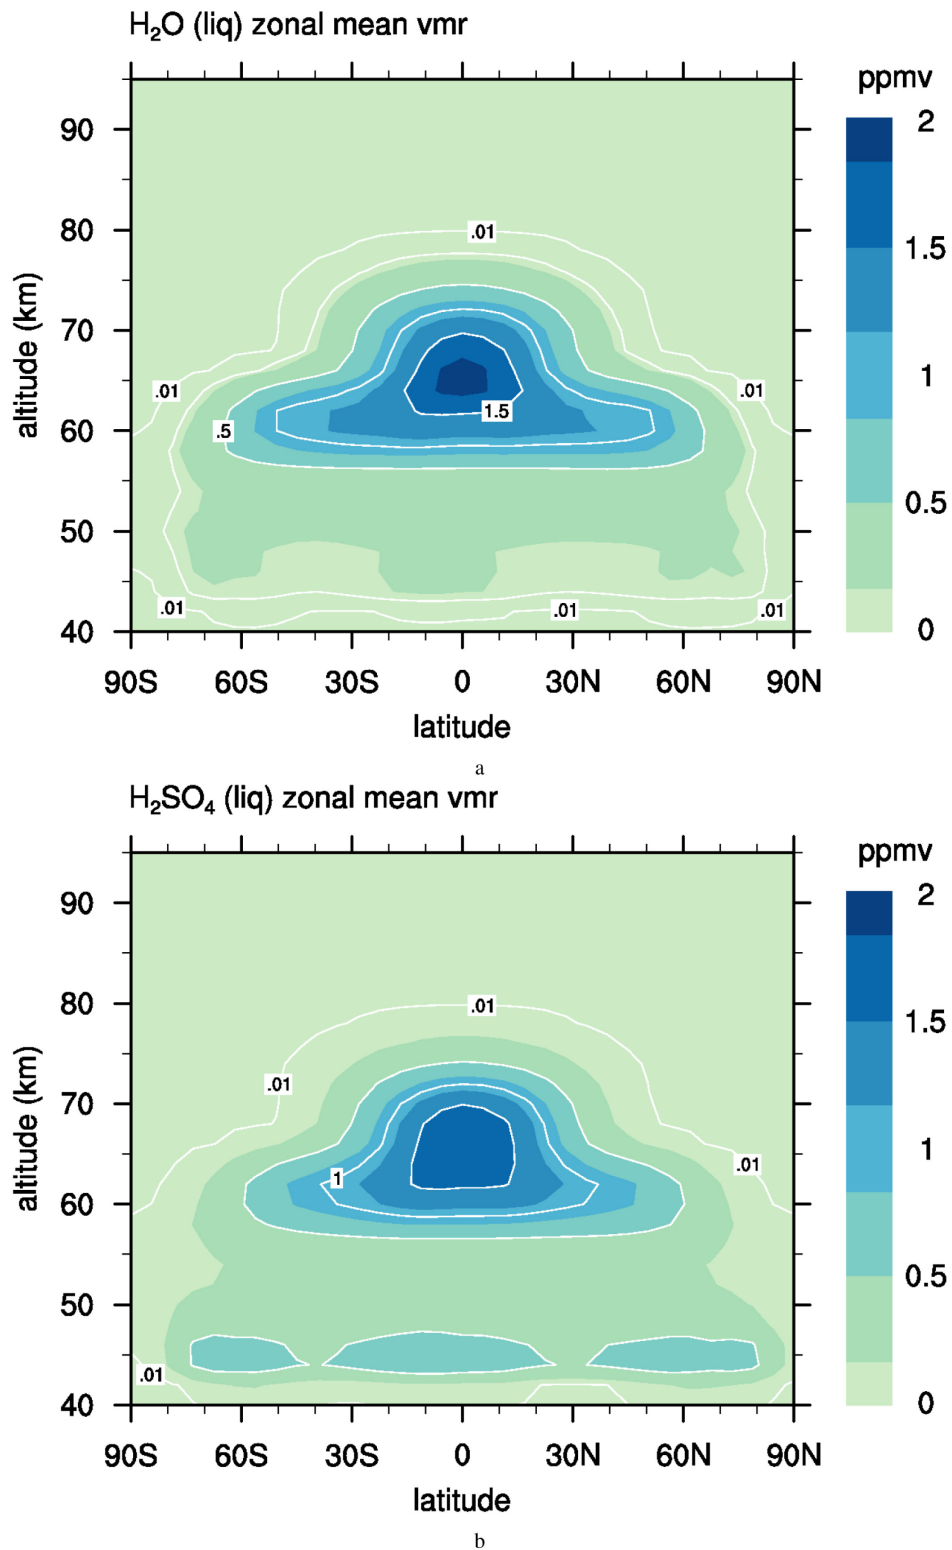 H₂O (liq) zonal mean vmr
ppmv
2
1.5
1
0.5
0
altitude (km)
90
80
70
60
50
40
.01
.01
.01
.5
1.5
.01
.01
.01
90S 60S 30S 0 30N 60N 90N
latitude
a
H₂SO₄ (liq) zonal mean vmr
ppmv
2
1.5
1
0.5
0
altitude (km)
90
80
70
60
50
40
.01
.01
1
.01
.01
90S 60S 30S 0 30N 60N 90N
latitude
b